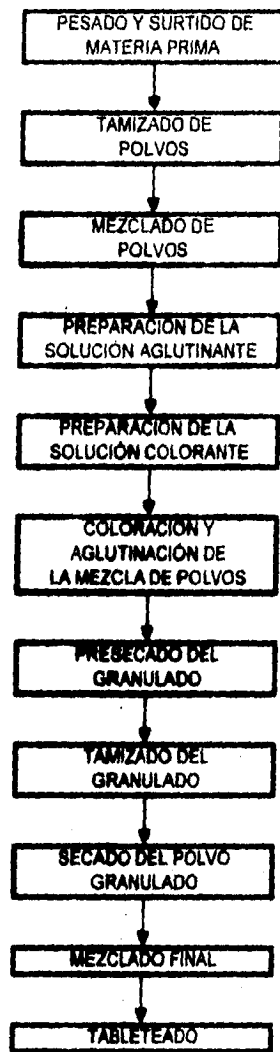 PESADO Y SURTIDO DE
MATERIA PRIMA
TAMIZADO DE
POLVOS
MEZCLADO DE
POLVOS
PREPARACION DE LA
SOLUCIÓN AGLUTINANTE
PREPARACION DE LA
SOLUCIÓN COLORANTE
COLORACION Y
AGLUTINACIÓN DE
LA MEZCLA DE POLVOS
PRESECADO DEL
GRANULADO
TAMIZADO DEL
GRANULADO
SECADO DEL POLVO
GRANULADO
MEZCLADO FINAL
TABLETEADO